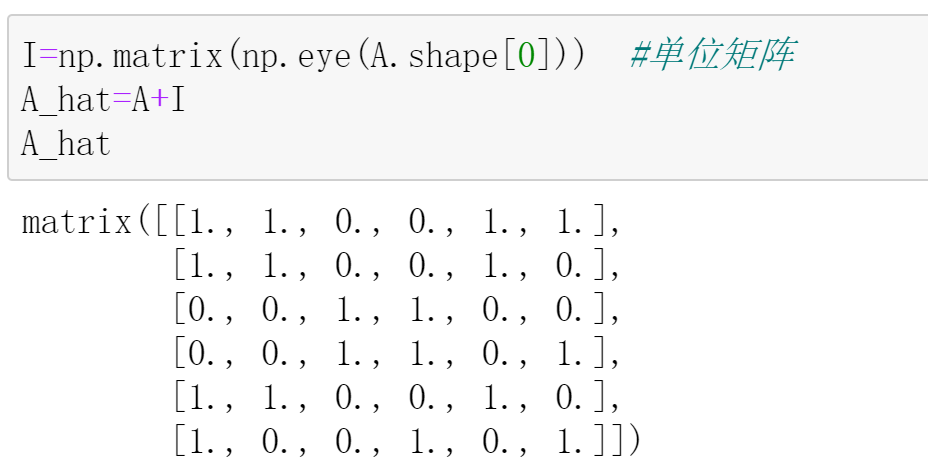 I=np.matrix(np.eye(A.shape[0]))  #单位矩阵
A_hat=A+I
A_hat
matrix([[1., 1., 0., 0., 1., 1.],
        [1., 1., 0., 0., 1., 0.],
        [0., 0., 1., 1., 0., 0.],
        [0., 0., 1., 1., 0., 1.],
        [1., 1., 0., 0., 1., 0.],
        [1., 0., 0., 1., 0., 1.]])